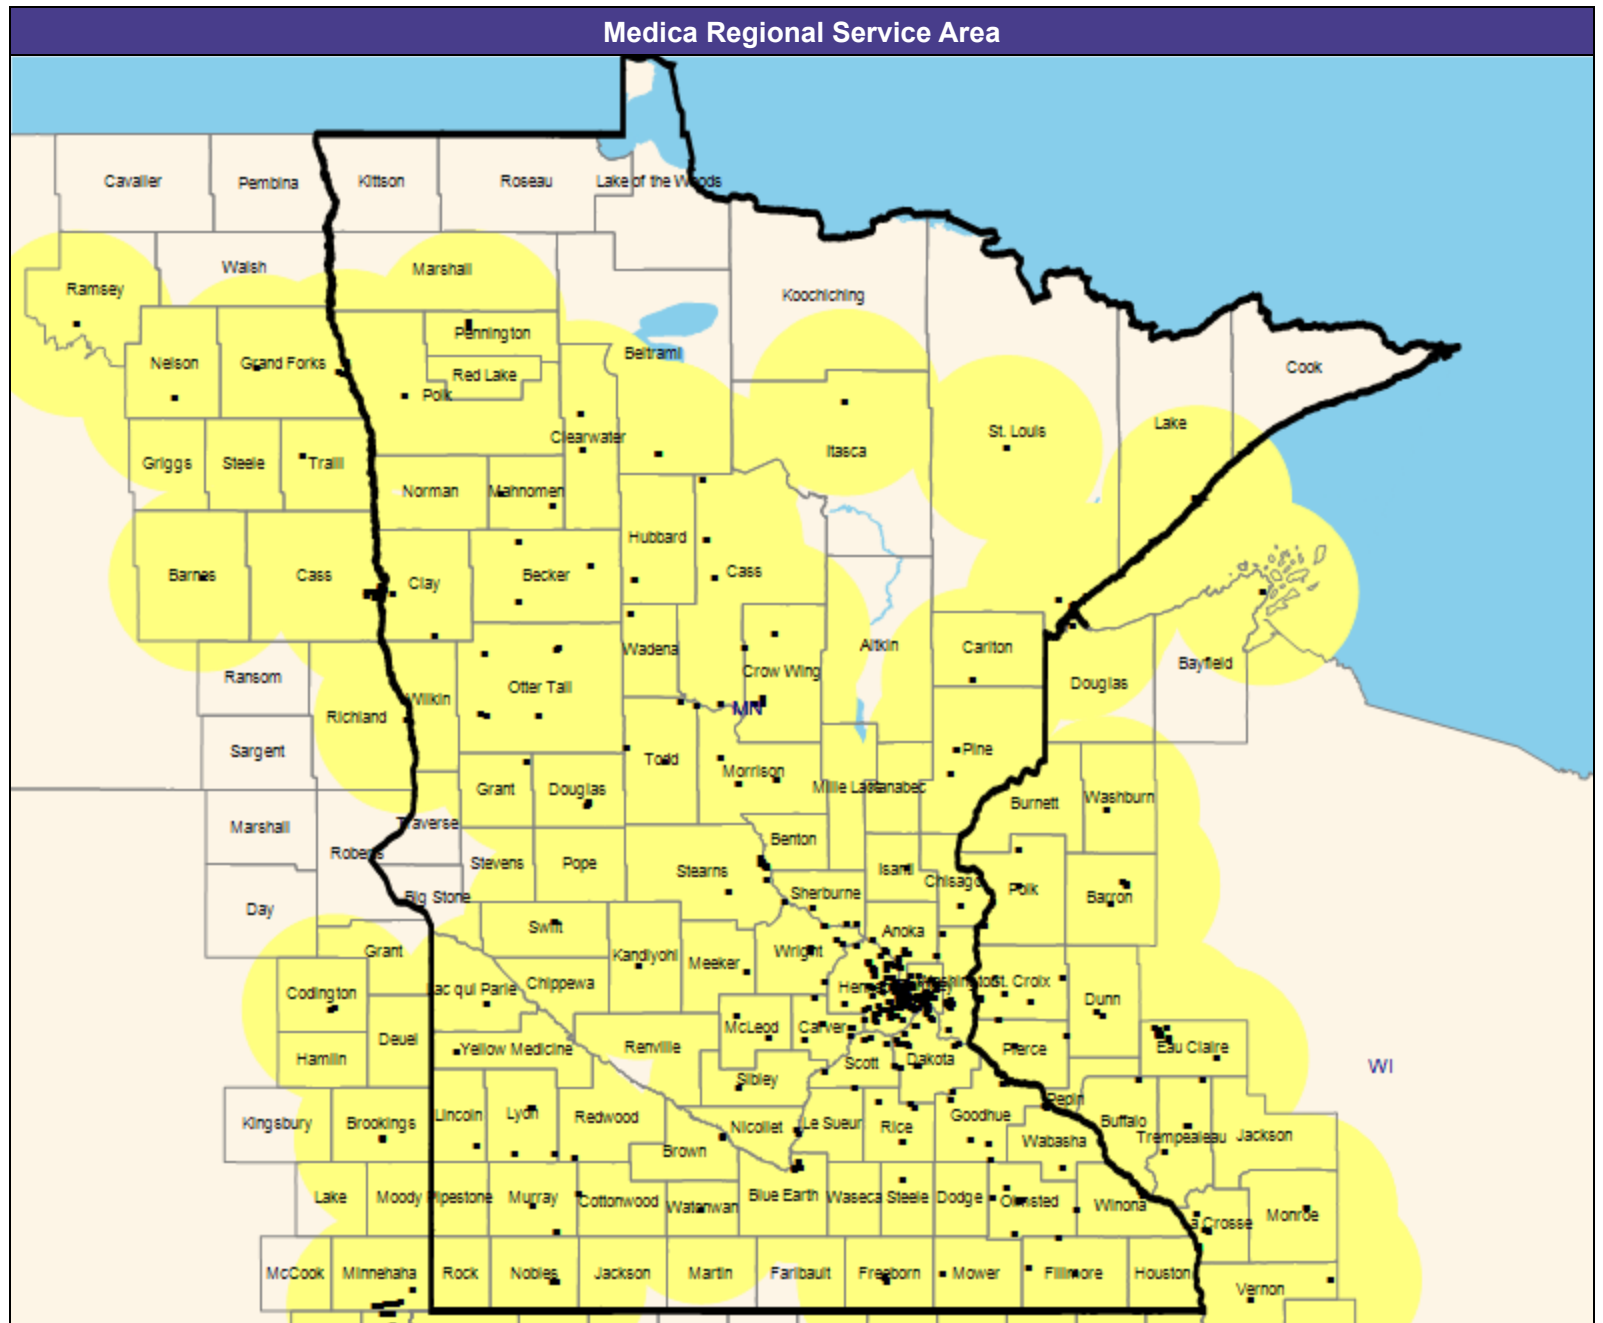 Medica Regional Service Area
Cavalier
Pembina
Kittson
Roseau
Lake of the Woods
Walsh
Marshall
Ramsey
Koochiching
Pennington
Beltrami
Nelson
Grand Forks
Red Lake
Polk
Cook
Lake
Clearwater
St. Louis
Itasca
Griggs
Steele
Traill
Norman
Mahnomen
Hubbard
Barnes
Cass
Clay
Becker
Cass
Wadena
Aitkin
Carlton
Crow Wing
Bayfield
Ransom
Otter Tail
Douglas
Wilkin
Richland
MN
Sargent
Todd
Morrison
Pine
Grant
Douglas
Mille Lacs
Kanabec
Burnett
Washburn
Marshall
Traverse
Roberts
Benton
Stevens
Pope
Stearns
Isanti
Chisago
Polk
Barron
Big Stone
Sherburne
Day
Swift
Anoka
Grant
Kandiyohi
Meeker
Wright
Codington
Lac qui Parle
Chippewa
St. Croix
Dunn
McLeod
Carver
Deuel
Yellow Medicine
Renville
Hamlin
Scott
Dakota
Pierce
Eau Claire
WI
Sibley
Pepin
Kingsbury
Brookings
Lincoln
Lyon
Redwood
Nicollet
Le Sueur
Rice
Goodhue
Buffalo
Trempealeau
Jackson
Wabasha
Brown
Lake
Moody
Pipestone
Murray
Cottonwood
Watonwan
Blue Earth
Waseca
Steele
Dodge
Olmsted
Winona
La Crosse
Monroe
McCook
Minnehaha
Rock
Nobles
Jackson
Martin
Faribault
Freeborn
Mower
Fillmore
Houston
Vernon